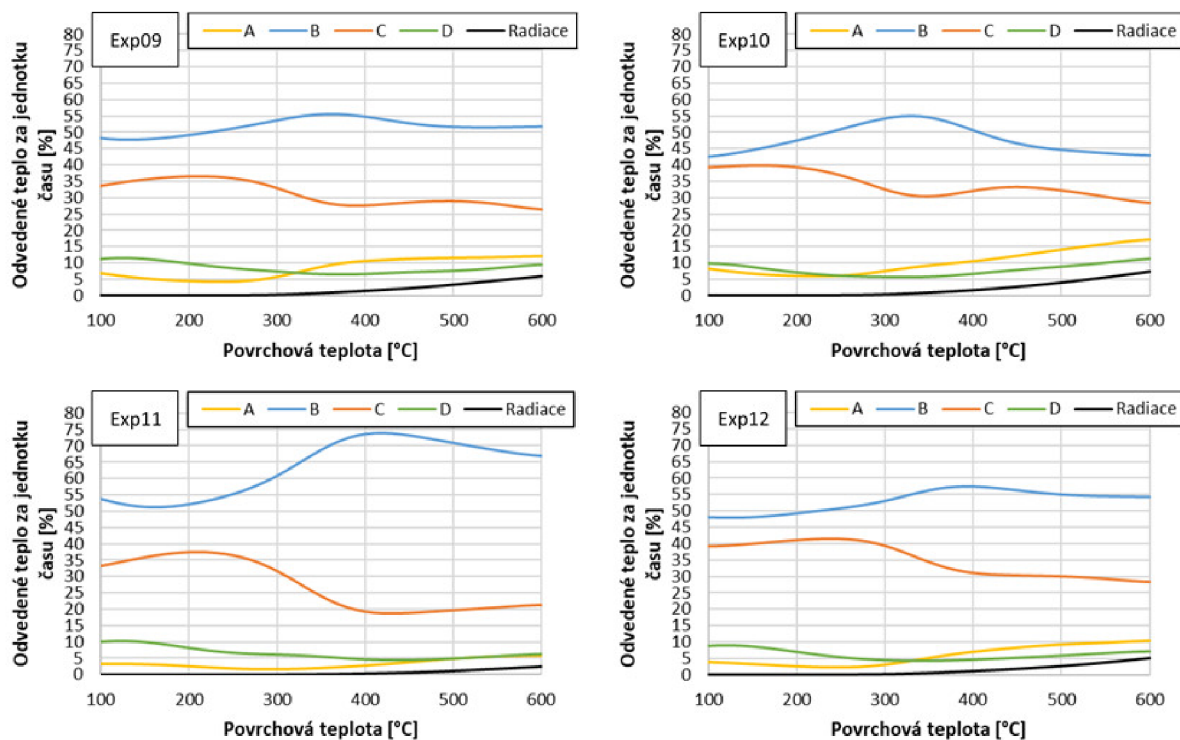 Exp09
A B C D Radiace
80
75
70
65
60
55
50
45
40
35
30
25
20
15
10
5
0
Odvedené teplo za jednotku
času [%]
100 200 300 400 500 600
Povrchová teplota [°C]
Exp10
A B C D Radiace
80
75
70
65
60
55
50
45
40
35
30
25
20
15
10
5
0
Odvedené teplo za jednotku
času [%]
100 200 300 400 500 600
Povrchová teplota [°C]
Exp11
A B C D Radiace
80
75
70
65
60
55
50
45
40
35
30
25
20
15
10
5
0
Odvedené teplo za jednotku
času [%]
100 200 300 400 500 600
Povrchová teplota [°C]
Exp12
A B C D Radiace
80
75
70
65
60
55
50
45
40
35
30
25
20
15
10
5
0
Odvedené teplo za jednotku
času [%]
100 200 300 400 500 600
Povrchová teplota [°C]